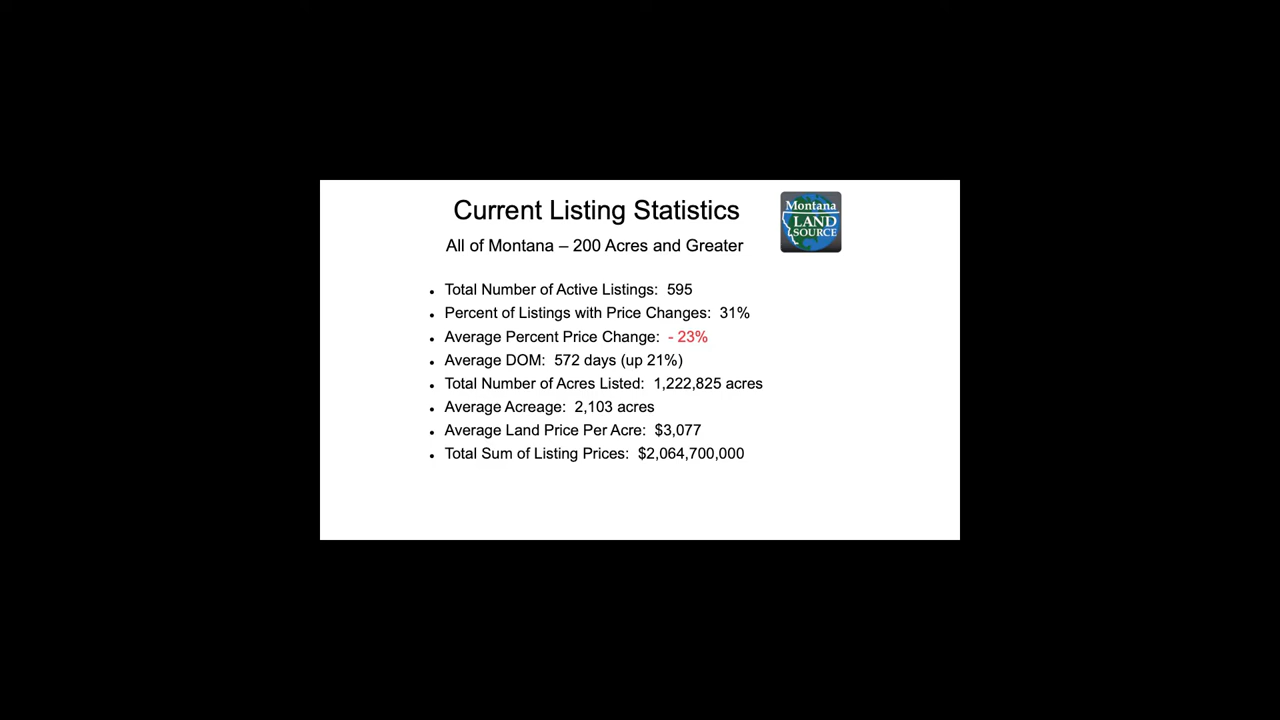 Current Listing Statistics
Montana
LAND
SOURCE
All of Montana – 200 Acres and Greater
• Total Number of Active Listings: 595
• Percent of Listings with Price Changes: 31%
• Average Percent Price Change: - 23%
• Average DOM: 572 days (up 21%)
• Total Number of Acres Listed: 1,222,825 acres
• Average Acreage: 2,103 acres
• Average Land Price Per Acre: $3,077
• Total Sum of Listing Prices: $2,064,700,000